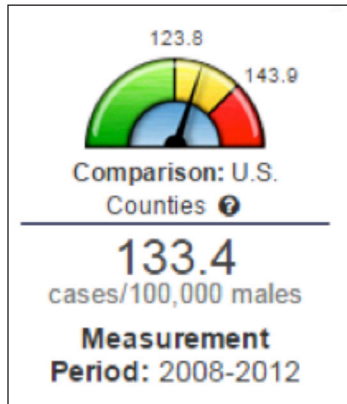 123.8
143.9
Comparison: U.S.
Counties ?
133.4
cases/100,000 males
Measurement
Period: 2008-2012